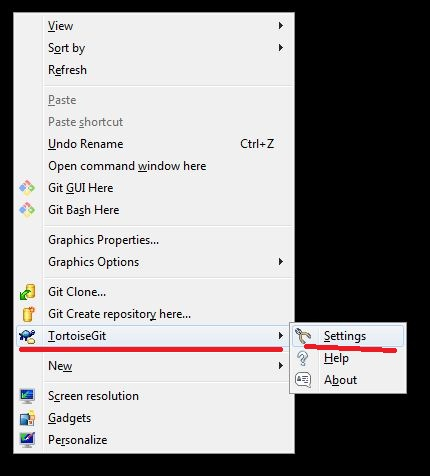 View
Sort by
Refresh
Paste
Paste shortcut
Undo Rename Ctrl+Z
Open command window here
Git GUI Here
Git Bash Here
Graphics Properties...
Graphics Options
Git Clone...
Git Create repository here...
TortoiseGit
Settings
Help
About
New
Screen resolution
Gadgets
Personalize